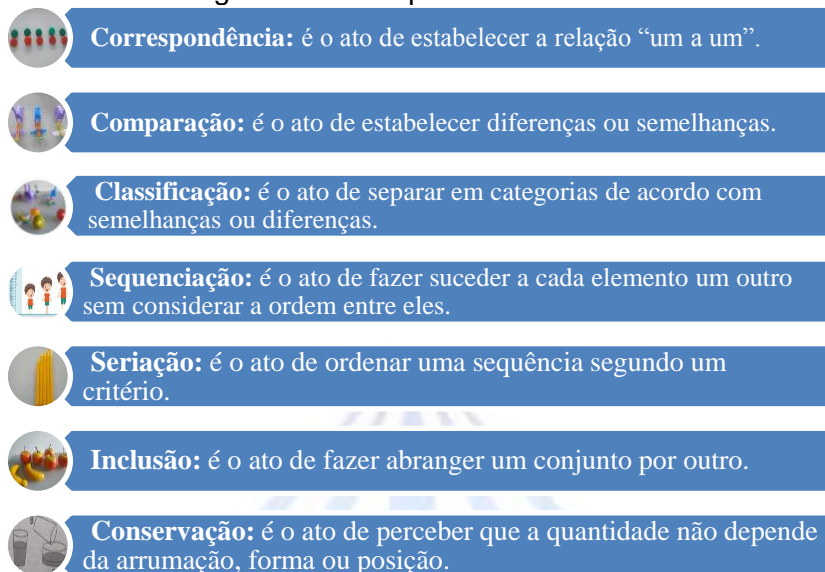 Correspondência: é o ato de estabelecer a relação “um a um”.
Comparação: é o ato de estabelecer diferenças ou semelhanças.
Classificação: é o ato de separar em categorias de acordo com
semelhanças ou diferenças.
Sequenciação: é o ato de fazer suceder a cada elemento um outro
sem considerar a ordem entre eles.
Seriação: é o ato de ordenar uma sequência segundo um
critério.
Inclusão: é o ato de fazer abranger um conjunto por outro.
Conservação: é o ato de perceber que a quantidade não depende
da arrumação, forma ou posição.